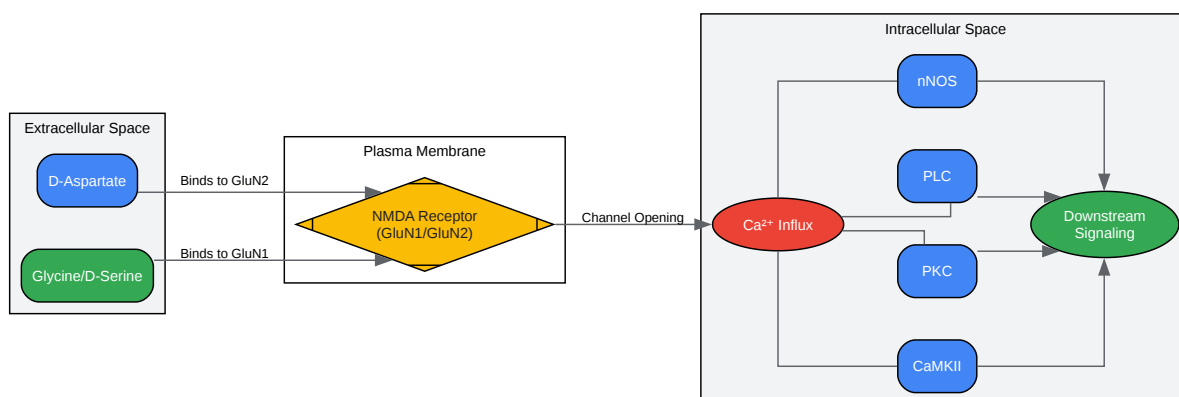 Extracellular Space
D-Aspartate
Glycine/D-Serine
Binds to GluN2
Binds to GluN1
Plasma Membrane
NMDA Receptor
(GluN1/GluN2)
Channel Opening
Intracellular Space
Ca²⁺ Influx
nNOS
PLC
PKC
CaMKII
Downstream
Signaling